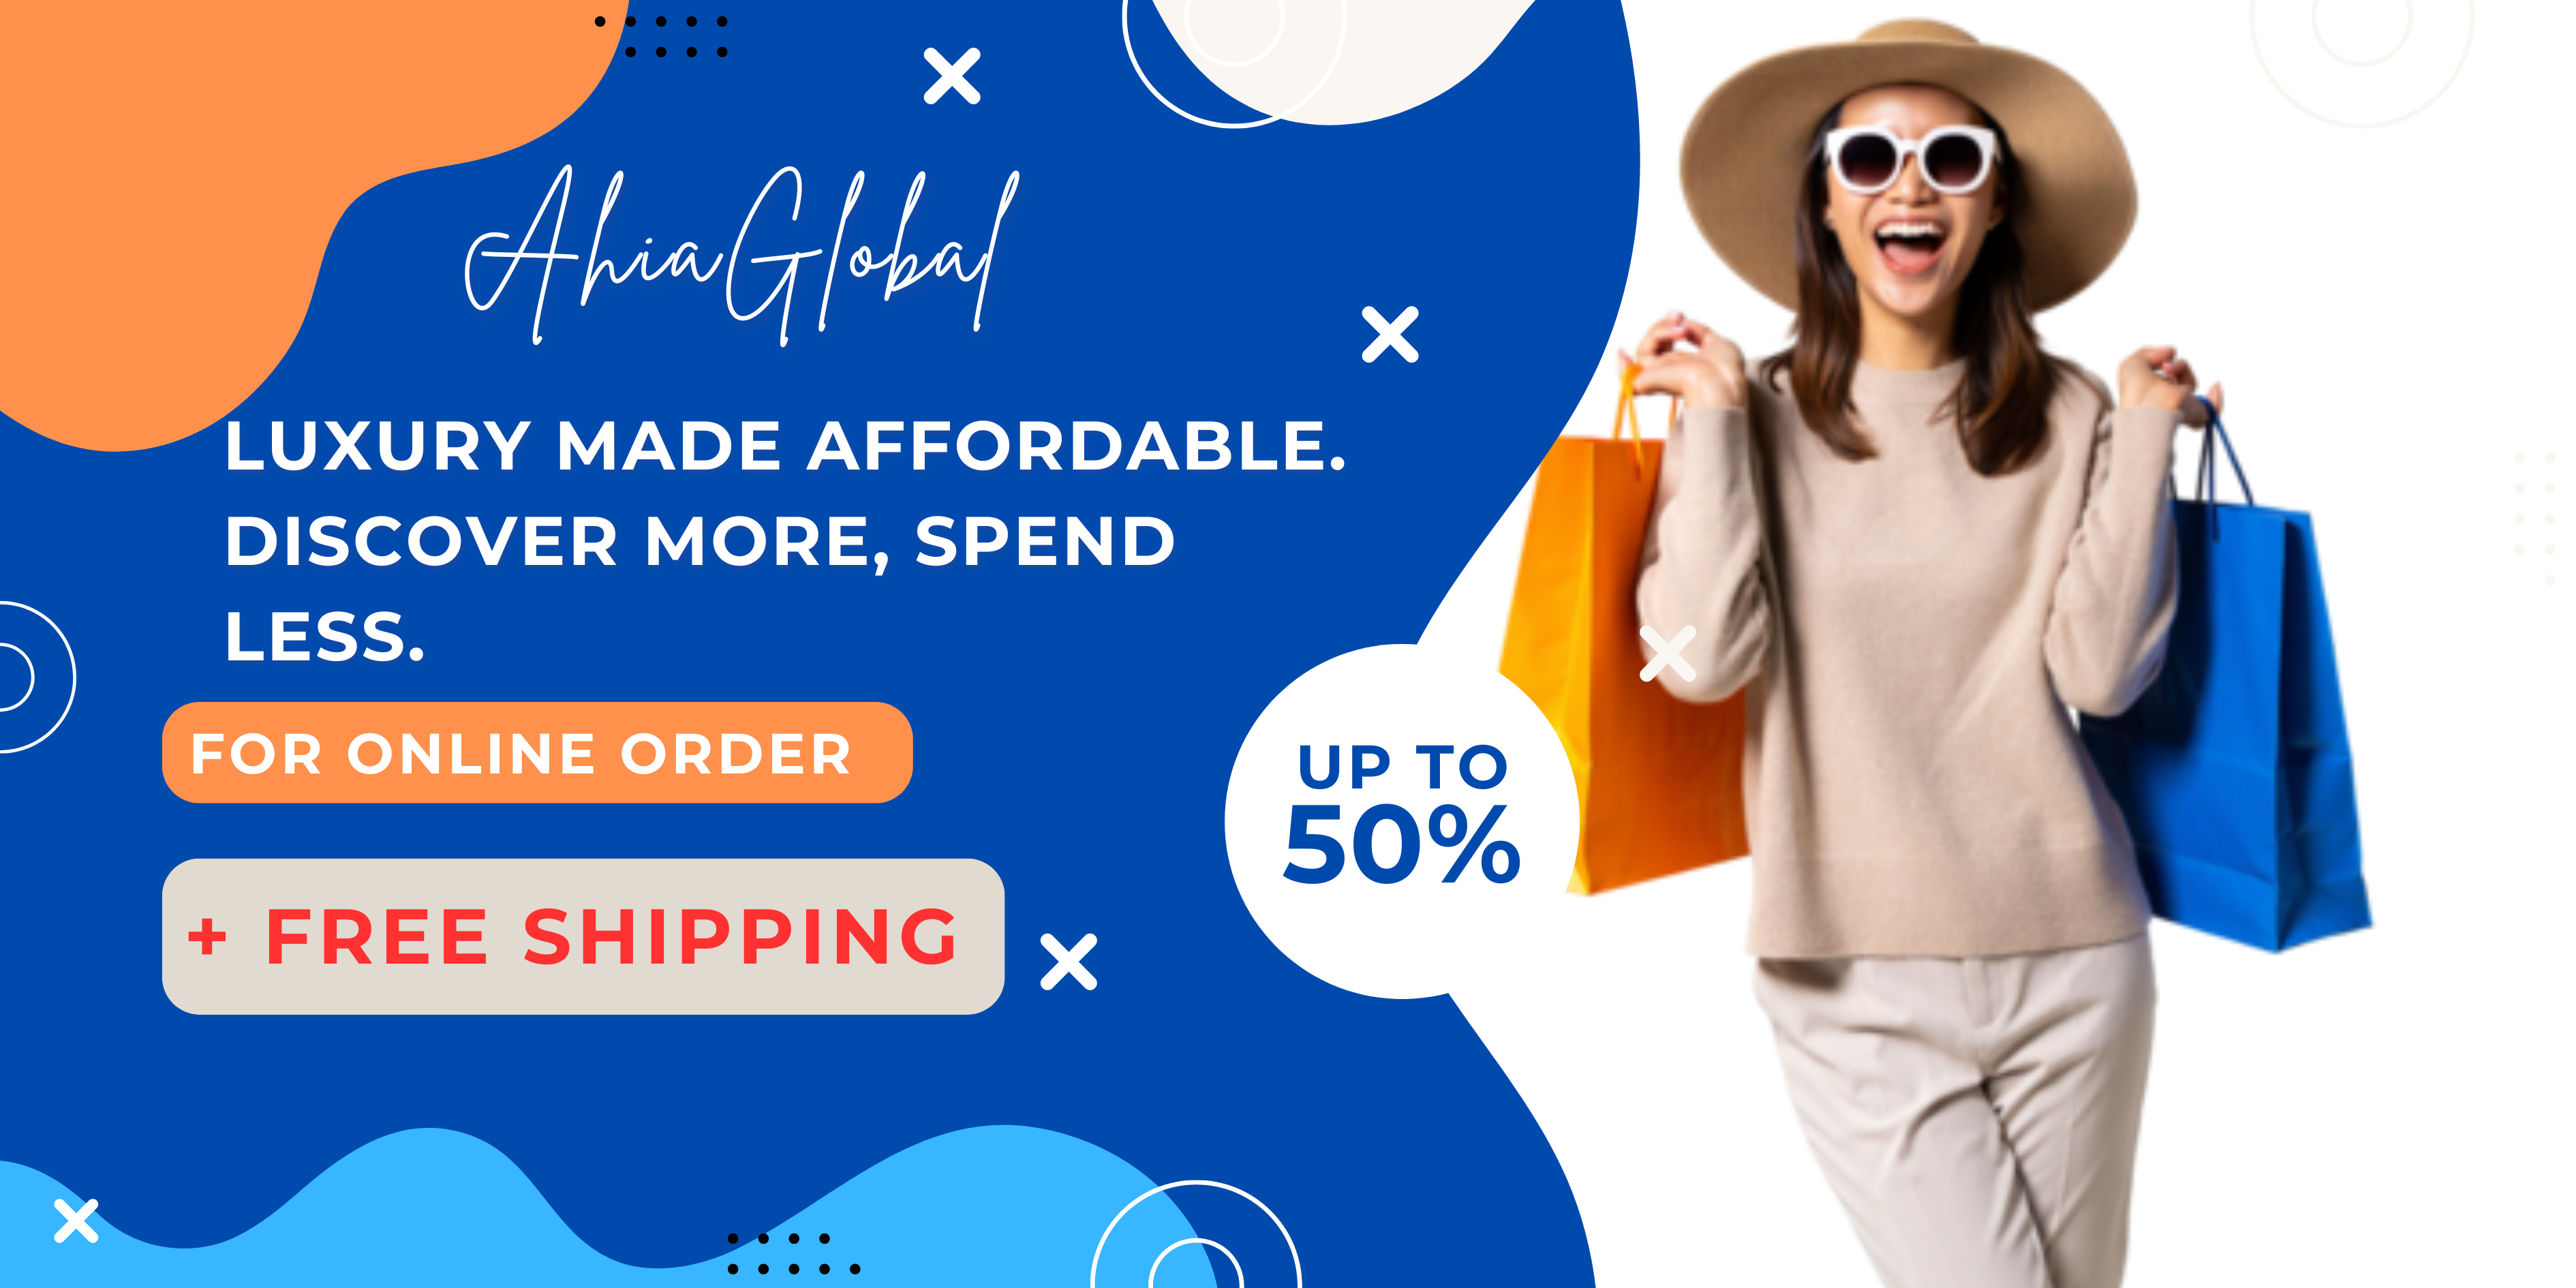 AhiaGlobal
LUXURY MADE AFFORDABLE.
DISCOVER MORE, SPEND
LESS.
FOR ONLINE ORDER
+ FREE SHIPPING
UP TO
50%